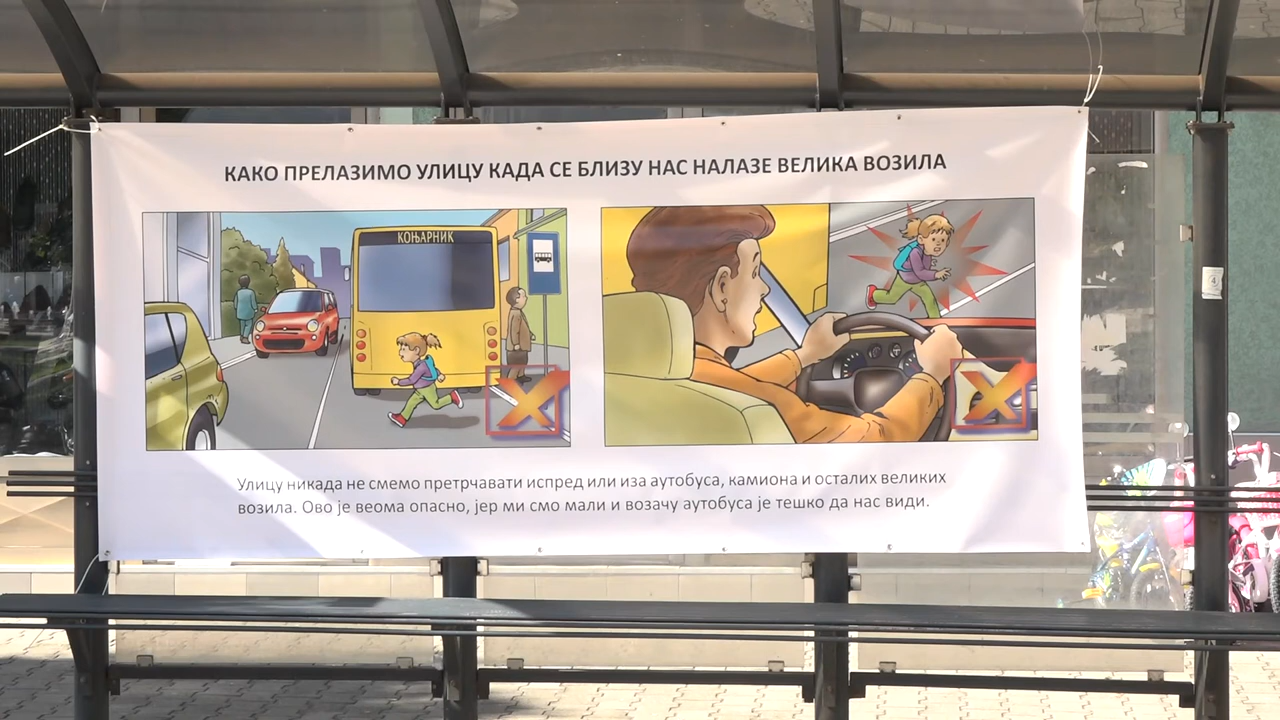 КАКО ПРЕЛАЗИМО УЛИЦУ КАДА СЕ БЛИЗУ НАС НАЛАЗЕ ВЕЛИКА ВОЗИЛА
КОЊАРНИК
Улицу никада не смемо претрчавати испред или иза аутобуса, камиона и осталих великих
возила. Ово је веома опасно, јер ми смо мали и возачу аутобуса је тешко да нас види.